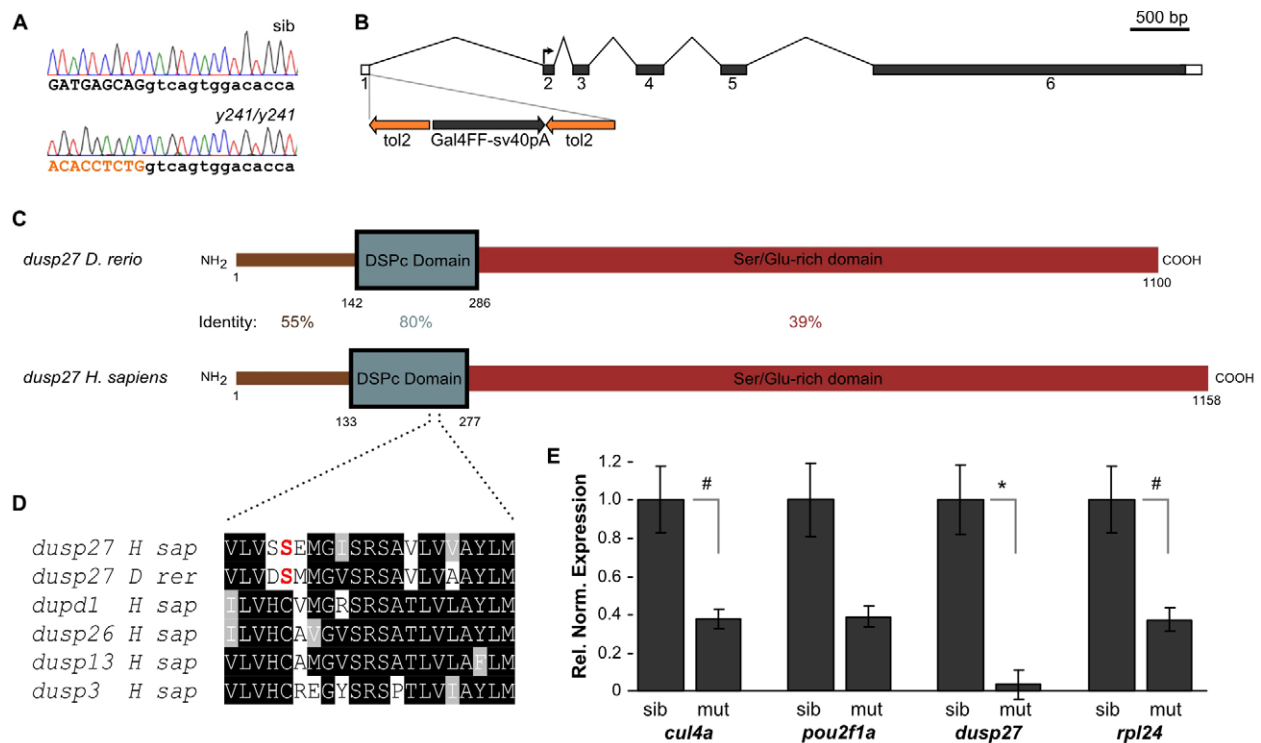 A
sib
GATGAGCAGgtcagtggacacca
y241/y241
ACACCTCTGgtcagtggacacca
B
500 bp
1 2 3 4 5 6
tol2 Gal4FF-sv40pA tol2
C
dusp27 D. rerio NH2 DSPc Domain Ser/Glu-rich domain COOH
1 142 286 1100
Identity: 55% 80% 39%
dusp27 H. sapiens NH2 DSPc Domain Ser/Glu-rich domain COOH
1 133 277 1158
D
dusp27 H sap VLVSSEMGISRSAVLVVAYLM
dusp27 D rer VLVDSMMGVSRSAVLVAAYLM
dupd1 H sap ILVHCVMGRSRSATLVLAYLM
dusp26 H sap ILVHCAVGVSRSATLVLAYLM
dusp13 H sap VLVHCAMGVSRSATLVLAFLM
dusp3 H sap VLVHCREGYSRSPTLVIAYLM
E
Rel. Norm. Expression
1.2
1
0.8
0.6
0.4
0.2
0
# * #
sib mut sib mut sib mut sib mut
cul4a pou2f1a dusp27 rpl24